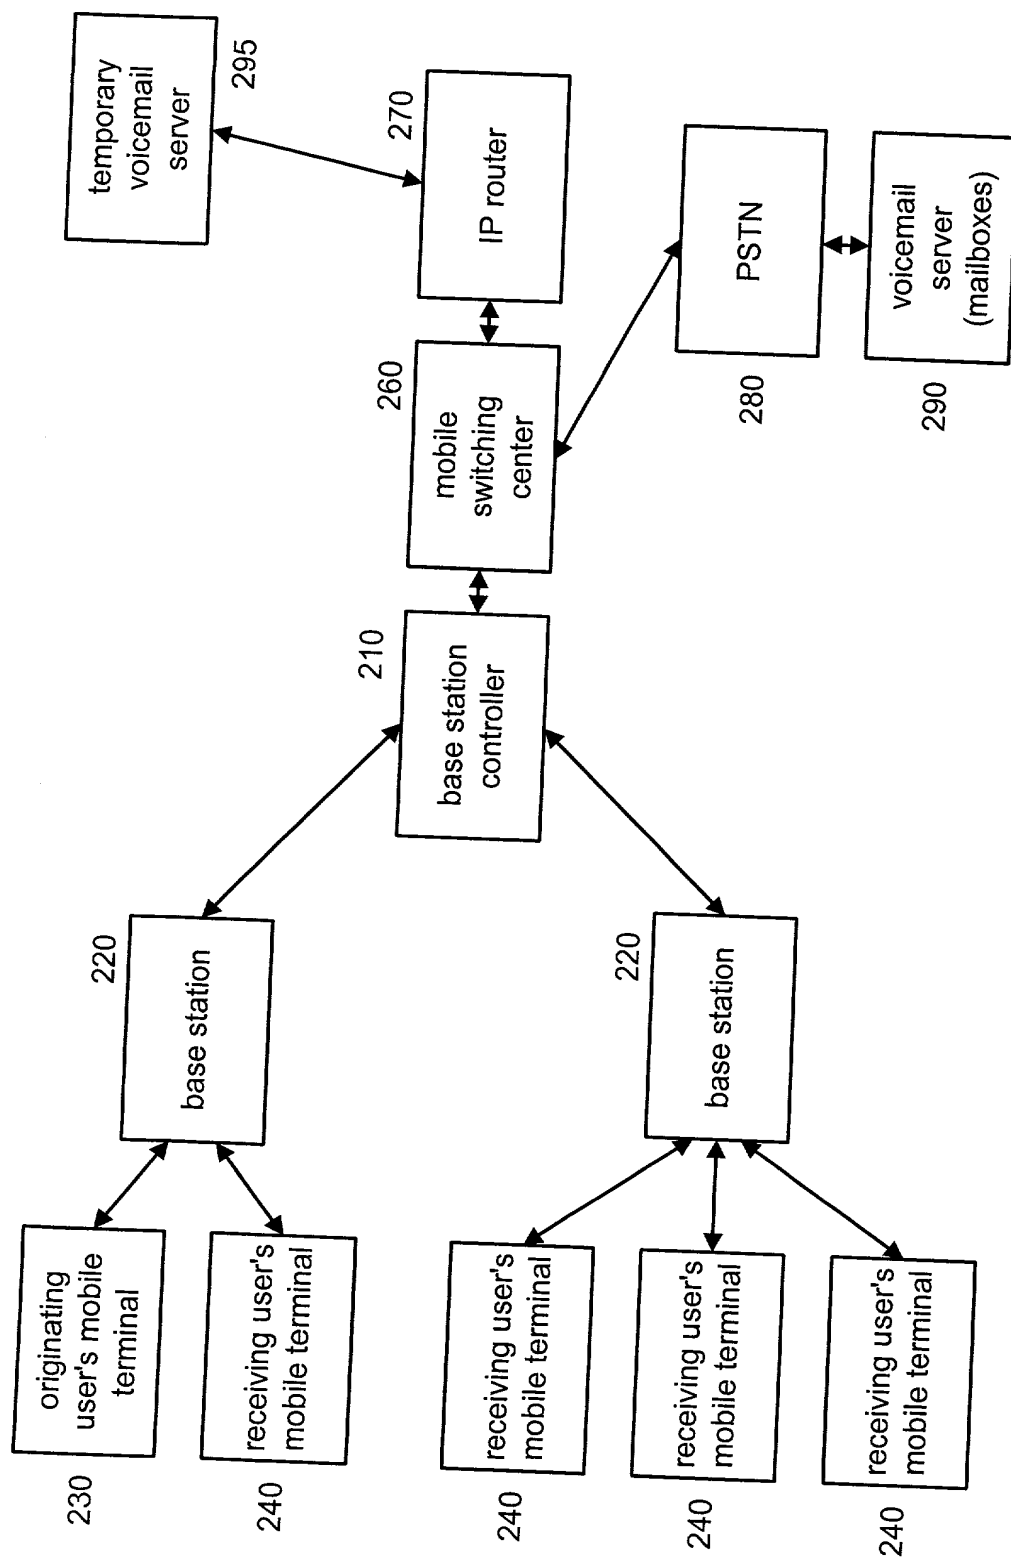 originating
user's mobile
terminal
230
receiving user's
mobile terminal
240
base station
220
receiving user's
mobile terminal
240
receiving user's
mobile terminal
240
receiving user's
mobile terminal
240
base station
220
base station
controller
210
mobile
switching
center
260
IP router
270
temporary
voicemail
server
295
PSTN
280
voicemail
server
(mailboxes)
290